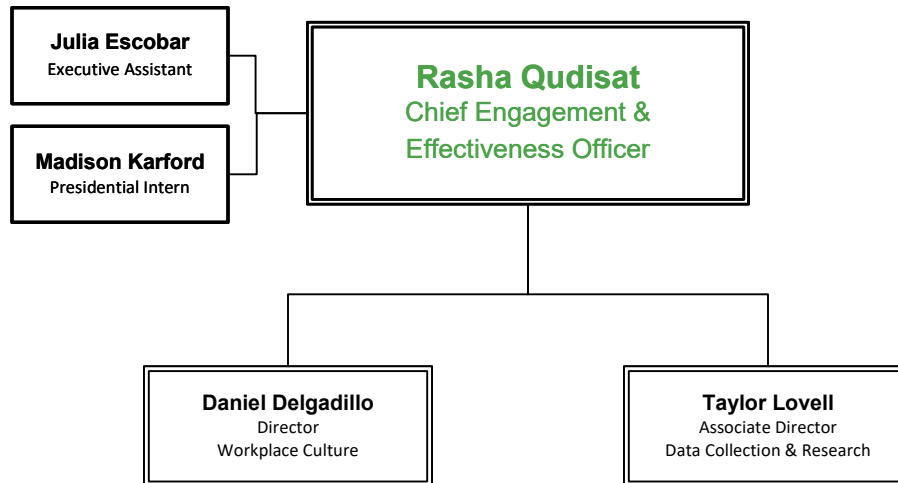 Julia Escobar
Executive Assistant
Madison Karford
Presidential Intern
Rasha Qudisat
Chief Engagement &
Effectiveness Officer
Daniel Delgadillo
Director
Workplace Culture
Taylor Lovell
Associate Director
Data Collection & Research